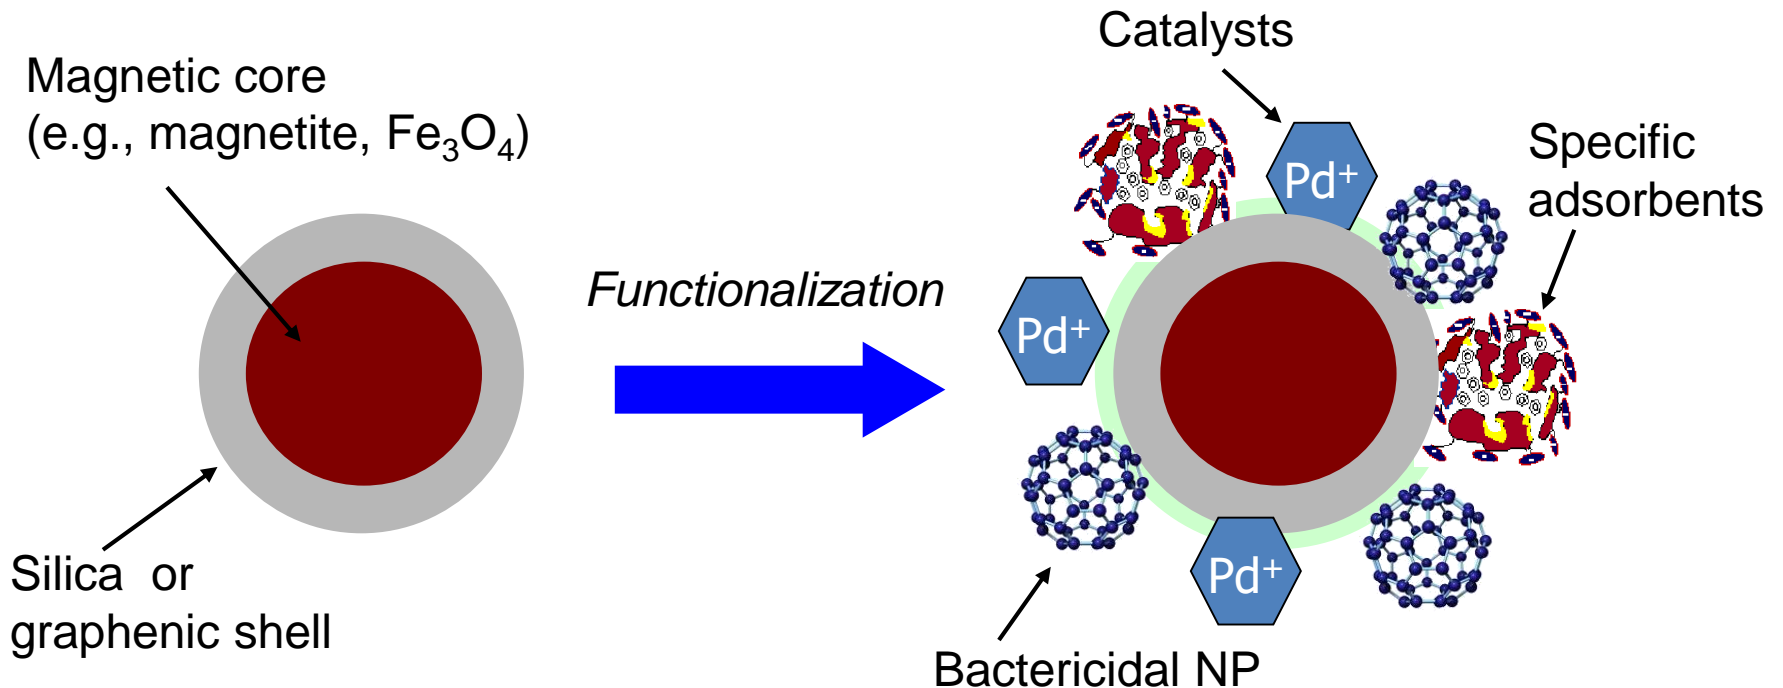 Magnetic core
(e.g., magnetite, Fe₃O₄)
Silica or
graphenic shell
Functionalization
Catalysts
Specific
adsorbents
Pd⁺
Pd⁺
Pd⁺
Bactericidal NP